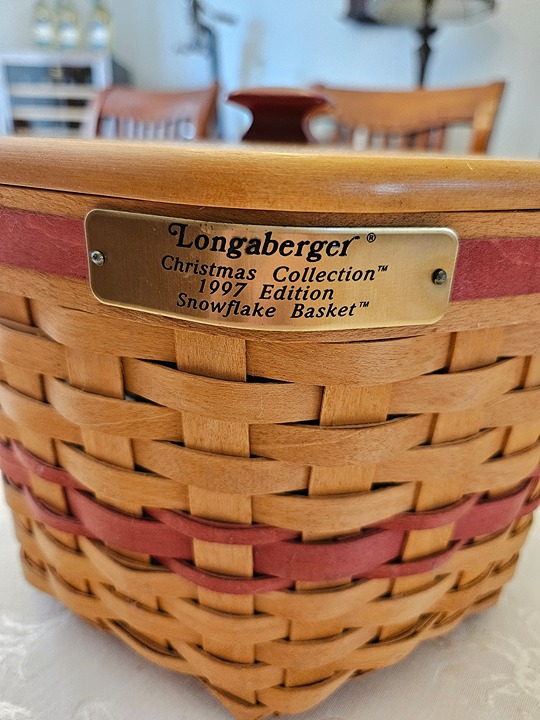 Longaberger ®
Christmas Collection™
1997 Edition
Snowflake Basket™